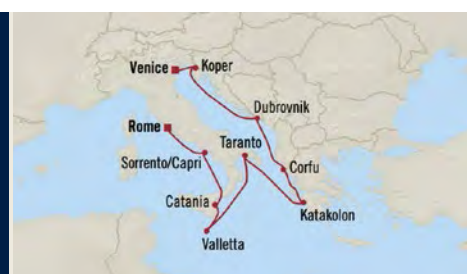 Venice
Koper
Dubrovnik
Rome
Taranto
Sorrento/Capri
Corfu
Catania
Katakolon
Valletta